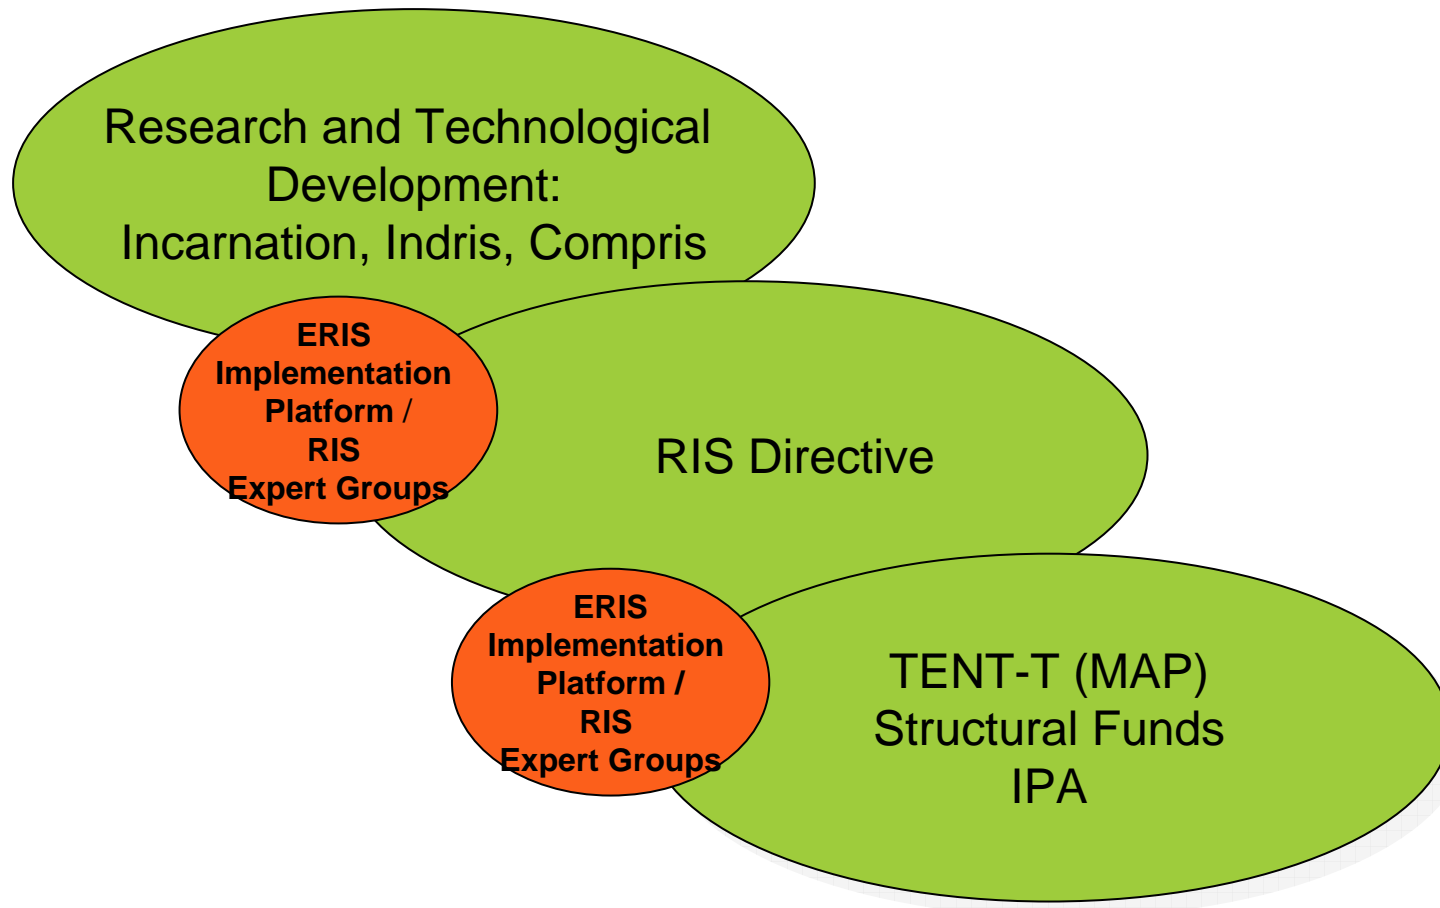 Research and Technological
Development:
Incarnation, Indris, Compris
ERIS
Implementation
Platform /
RIS
Expert Groups
RIS Directive
ERIS
Implementation
Platform /
RIS
Expert Groups
TENT-T (MAP)
Structural Funds
IPA